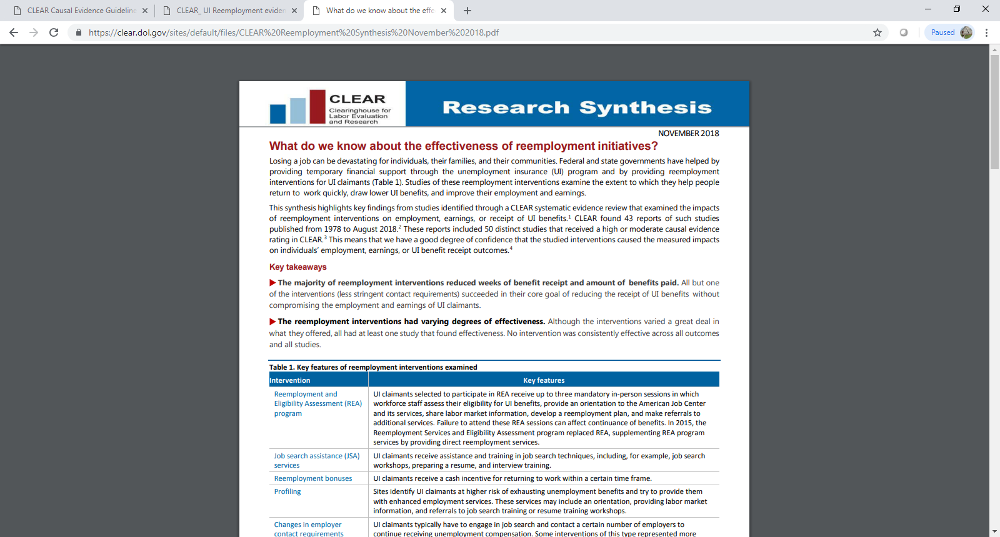 CLEAR Causal Evidence Guideline
CLEAR_ UI Reemployment eviden
What do we know about the effe
https://clear.dol.gov/sites/default/files/CLEAR%20Reemployment%20Synthesis%20November%202018.pdf
Paused
CLEAR
Clearinghouse for
Labor Evaluation
and Research
Research Synthesis
NOVEMBER 2018
What do we know about the effectiveness of reemployment initiatives?
Losing a job can be devastating for individuals, their families, and their communities. Federal and state governments have helped by
providing temporary financial support through the unemployment insurance (UI) program and by providing reemployment
interventions for UI claimants (Table 1). Studies of these reemployment interventions examine the extent to which they help people
return to work quickly, draw lower UI benefits, and improve their employment and earnings.
This synthesis highlights key findings from studies identified through a CLEAR systematic evidence review that examined the impacts
of reemployment interventions on employment, earnings, or receipt of UI benefits.¹ CLEAR found 43 reports of such studies
published from 1978 to August 2018.² These reports included 50 distinct studies that received a high or moderate causal evidence
rating in CLEAR.³ This means that we have a good degree of confidence that the studied interventions caused the measured impacts
on individuals’ employment, earnings, or UI benefit receipt outcomes.⁴
Key takeaways
▶ The majority of reemployment interventions reduced weeks of benefit receipt and amount of benefits paid. All but one
of the interventions (less stringent contact requirements) succeeded in their core goal of reducing the receipt of UI benefits without
compromising the employment and earnings of UI claimants.
▶ The reemployment interventions had varying degrees of effectiveness. Although the interventions varied a great deal in
what they offered, all had at least one study that found effectiveness. No intervention was consistently effective across all outcomes
and all studies.
Table 1. Key features of reemployment interventions examined
Intervention
Key features
Reemployment and
Eligibility Assessment (REA)
program
UI claimants selected to participate in REA receive up to three mandatory in-person sessions in which
workforce staff assess their eligibility for UI benefits, provide an orientation to the American Job Center
and its services, share labor market information, develop a reemployment plan, and make referrals to
additional services. Failure to attend these REA sessions can affect continuance of benefits. In 2015, the
Reemployment Services and Eligibility Assessment program replaced REA, supplementing REA program
services by providing direct reemployment services.
Job search assistance (JSA)
services
UI claimants receive assistance and training in job search techniques, including, for example, job search
workshops, preparing a resume, and interview training.
Reemployment bonuses
UI claimants receive a cash incentive for returning to work within a certain time frame.
Profiling
Sites identify UI claimants at higher risk of exhausting unemployment benefits and try to provide them
with enhanced employment services. These services may include an orientation, providing labor market
information, and referrals to job search training or resume training workshops.
Changes in employer
contact requirements
UI claimants typically have to engage in job search and contact a certain number of employers to
continue receiving unemployment compensation. Some interventions of this type represented more